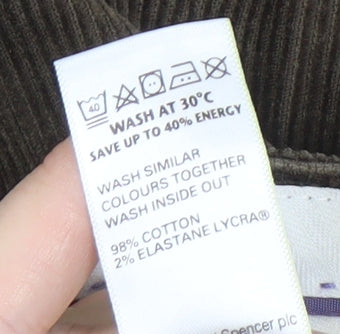 40
WASH AT 30°C
SAVE UP TO 40% ENERGY
WASH SIMILAR
COLOURS TOGETHER
WASH INSIDE OUT
98% COTTON
2% ELASTANE LYCRA®
Spencer plc